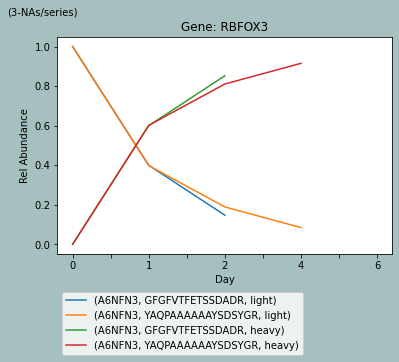 (3-NAs/series)
Gene: RBFOX3
1.0
0.8
0.6
0.4
0.2
0.0
Rel Abundance
0 1 2 4 6
Day
(A6NFN3, GFGFVTFETSSDADR, light)
(A6NFN3, YAQPAAAAAAYSDSYGR, light)
(A6NFN3, GFGFVTFETSSDADR, heavy)
(A6NFN3, YAQPAAAAAAYSDSYGR, heavy)